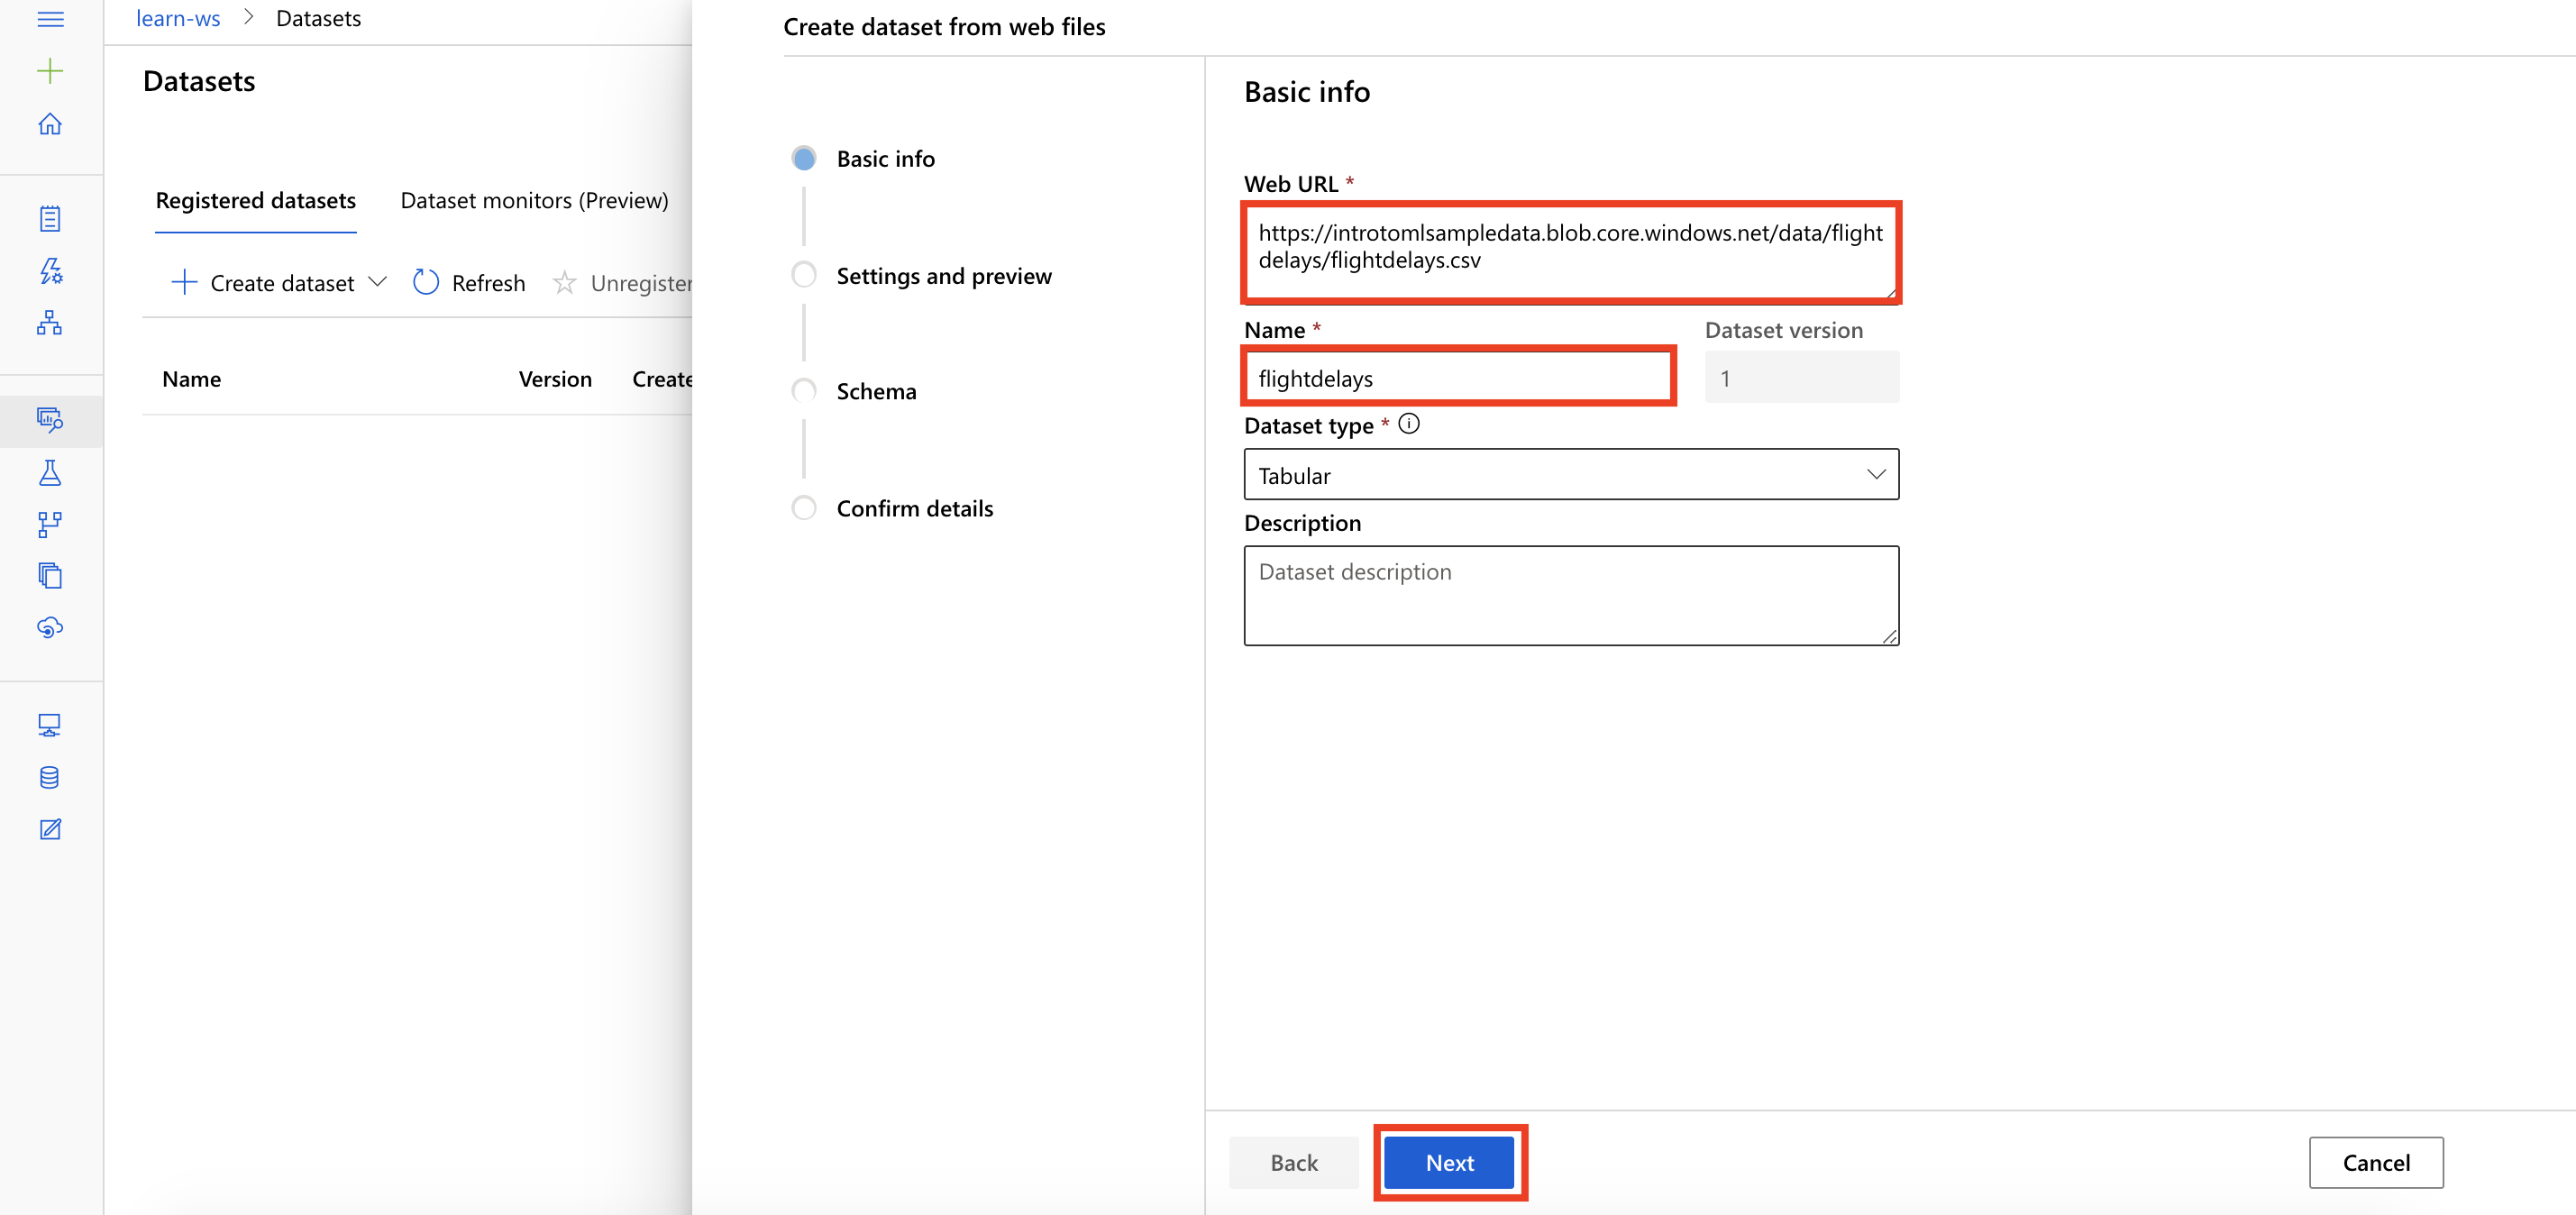 learn-ws > Datasets
Datasets
Registered datasets
Dataset monitors (Preview)
Create dataset
Refresh
Unregister
Name
Version
Create
Create dataset from web files
Basic info
Settings and preview
Schema
Confirm details
Basic info
Web URL *
https://introtomlsampledata.blob.core.windows.net/data/flight
delays/flightdelays.csv
Name *
Dataset version
flightdelays
1
Dataset type *
Tabular
Description
Dataset description
Back
Next
Cancel